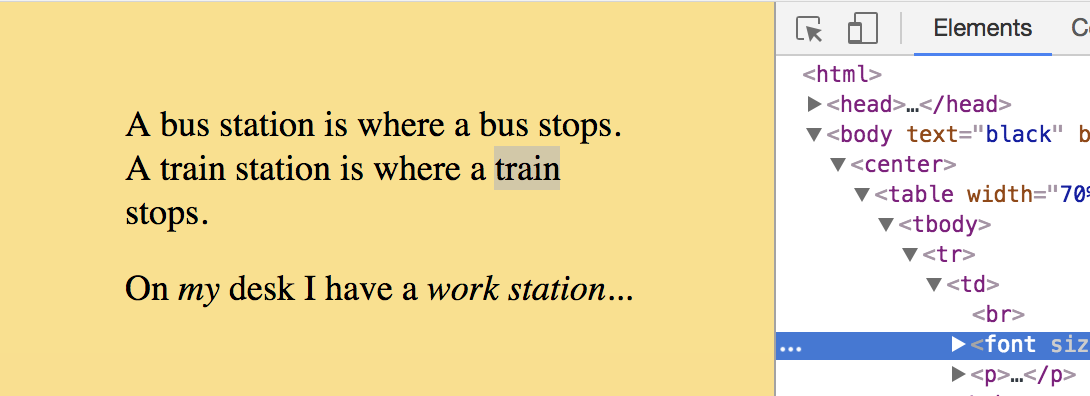 A bus station is where a bus stops.
A train station is where a train
stops.
On my desk I have a work station...
Elements
<html>
▶<head>…</head>
▼<body text="black" b
▼<center>
▼<table width="70%
▼<tbody>
▼<tr>
▼<td>
<br>
... ▶<font siz
▶<p>…</p>